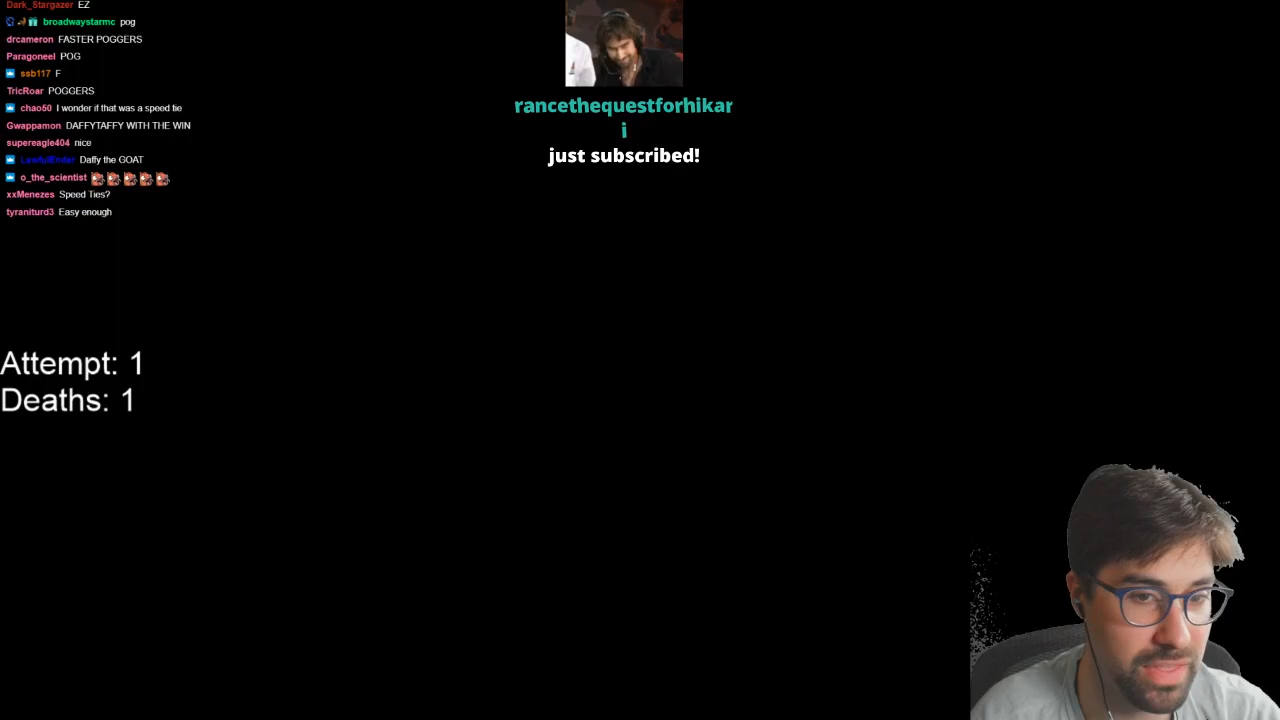 Dark_Stargazer EZ
broadwaystarmc pog
drcameron FASTER POGGERS
Paragoneel POG
ssb117 F
TricRoar POGGERS
chao50 I wonder if that was a speed tie
Gwappamon DAFFYTAFFY WITH THE WIN
supereagle404 nice
LawfulEnder Daffy the GOAT
o_the_scientist
xxMenezes Speed Ties?
tyraniturd3 Easy enough
rancethequestforhikar
i
just subscribed!
Attempt: 1
Deaths: 1